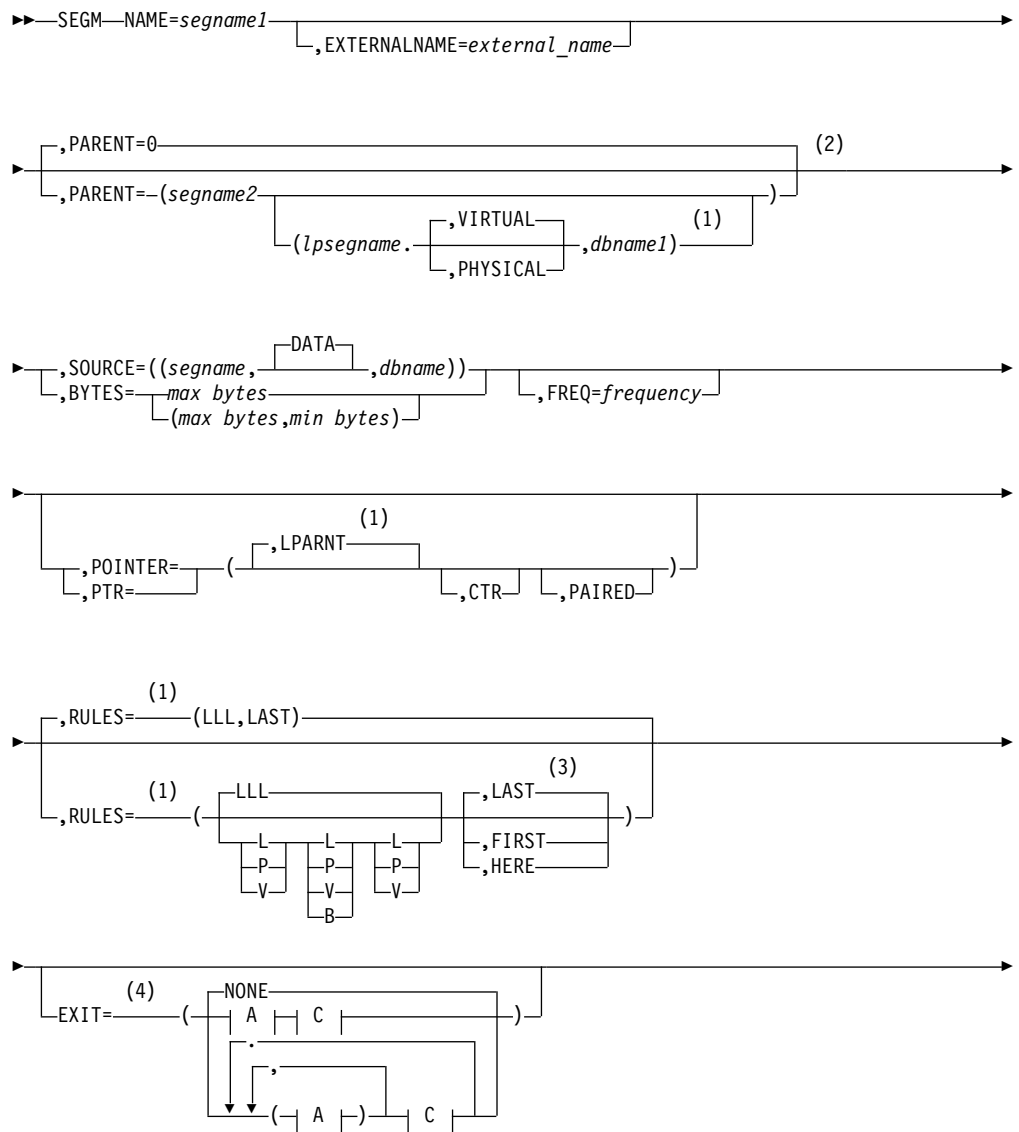 SEGM NAME=segname1
,EXTERNALNAME=external_name
,PARENT=0
(2)
,PARENT= (segname2 )
(1)
,VIRTUAL
(lpsegname. ,dbname1)
,PHYSICAL
DATA
,SOURCE=((segname, ,dbname))
,BYTES= max bytes
,FREQ=frequency
(max bytes,min bytes)
(1)
,LPARNT
,POINTER= ( )
,PTR= ,CTR ,PAIRED
(1)
,RULES= (LLL,LAST)
(3)
(1) LLL ,LAST
,RULES= ( )
L L L ,FIRST
P P P ,HERE
V V V
B
(4) NONE
EXIT= ( A C )
.
,
( A ) C